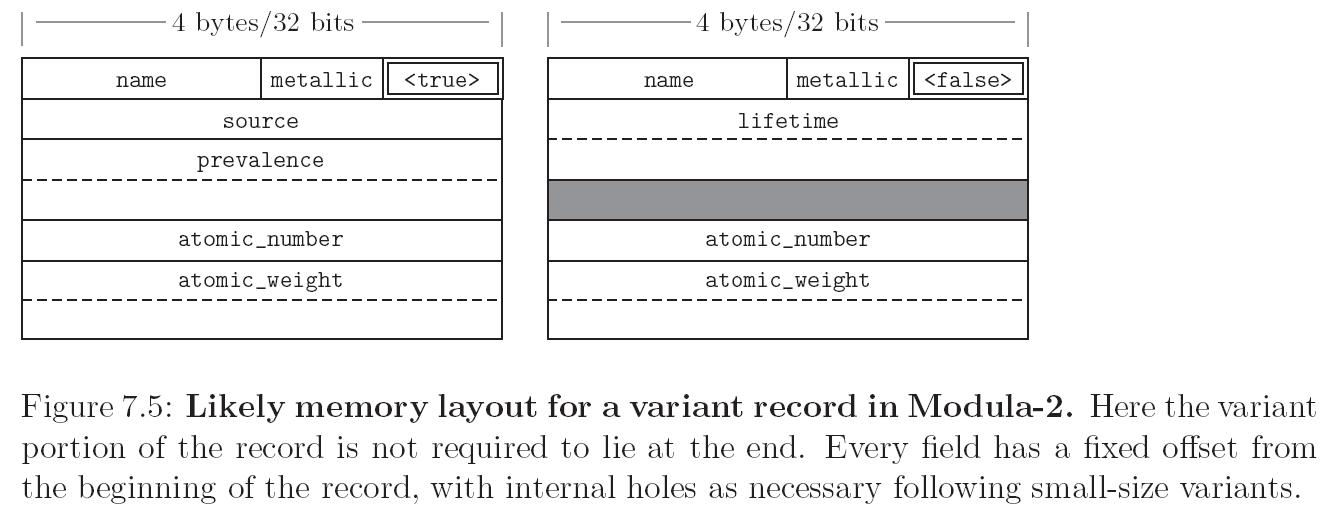 4 bytes/32 bits 4 bytes/32 bits
name metallic <true> name metallic <false>
source lifetime
prevalence
atomic_number atomic_number
atomic_weight atomic_weight
Figure 7.5: Likely memory layout for a variant record in Modula-2. Here the variant
portion of the record is not required to lie at the end. Every field has a fixed offset from
the beginning of the record, with internal holes as necessary following small-size variants.